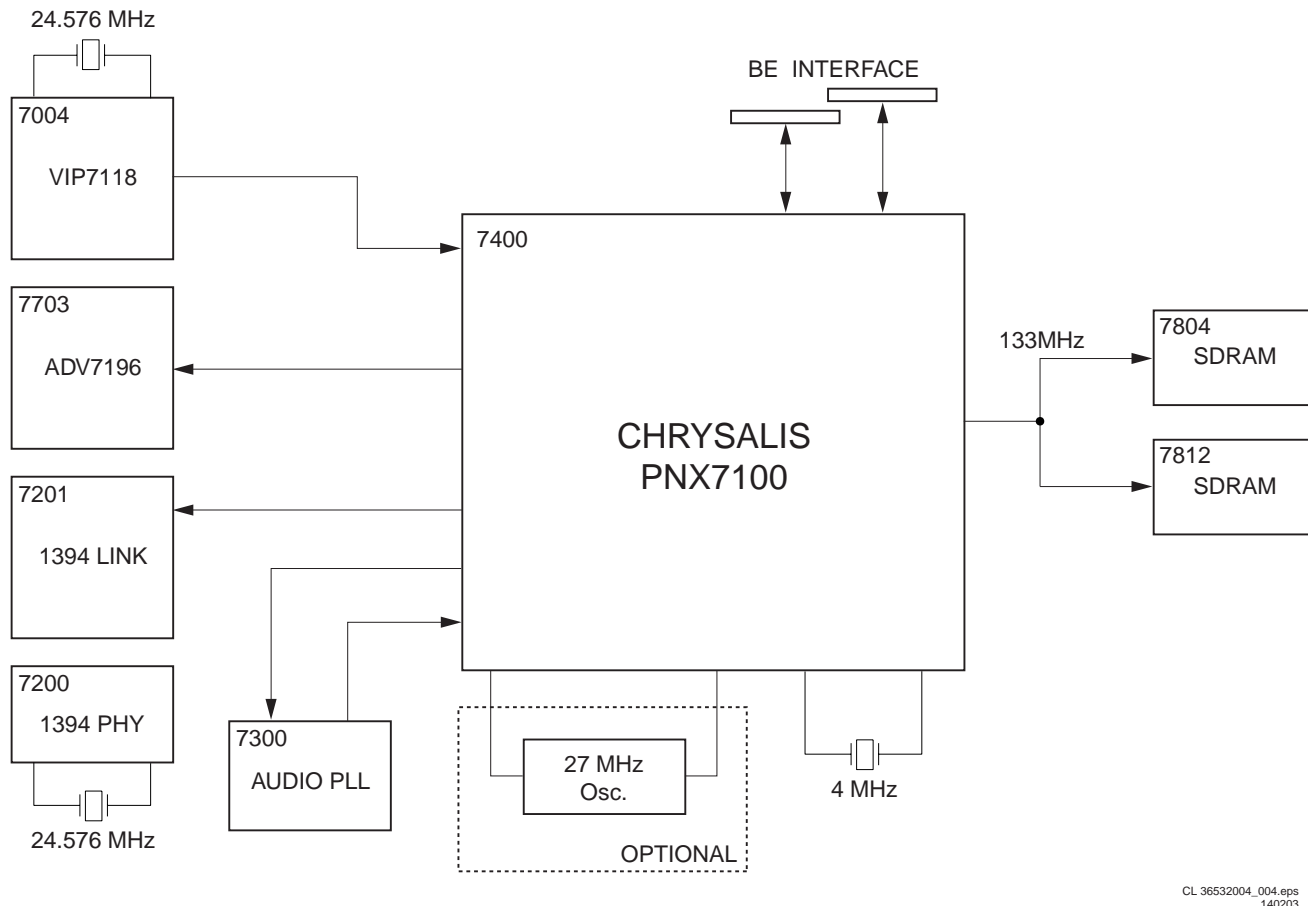 24.576 MHz
7004
VIP7118
BE INTERFACE
7400
CHRYSALIS
PNX7100
7703
ADV7196
133MHz
7804
SDRAM
7812
SDRAM
7201
1394 LINK
7200
1394 PHY
24.576 MHz
7300
AUDIO PLL
27 MHz
Osc.
OPTIONAL
4 MHz
CL 36532004_004.eps
140203